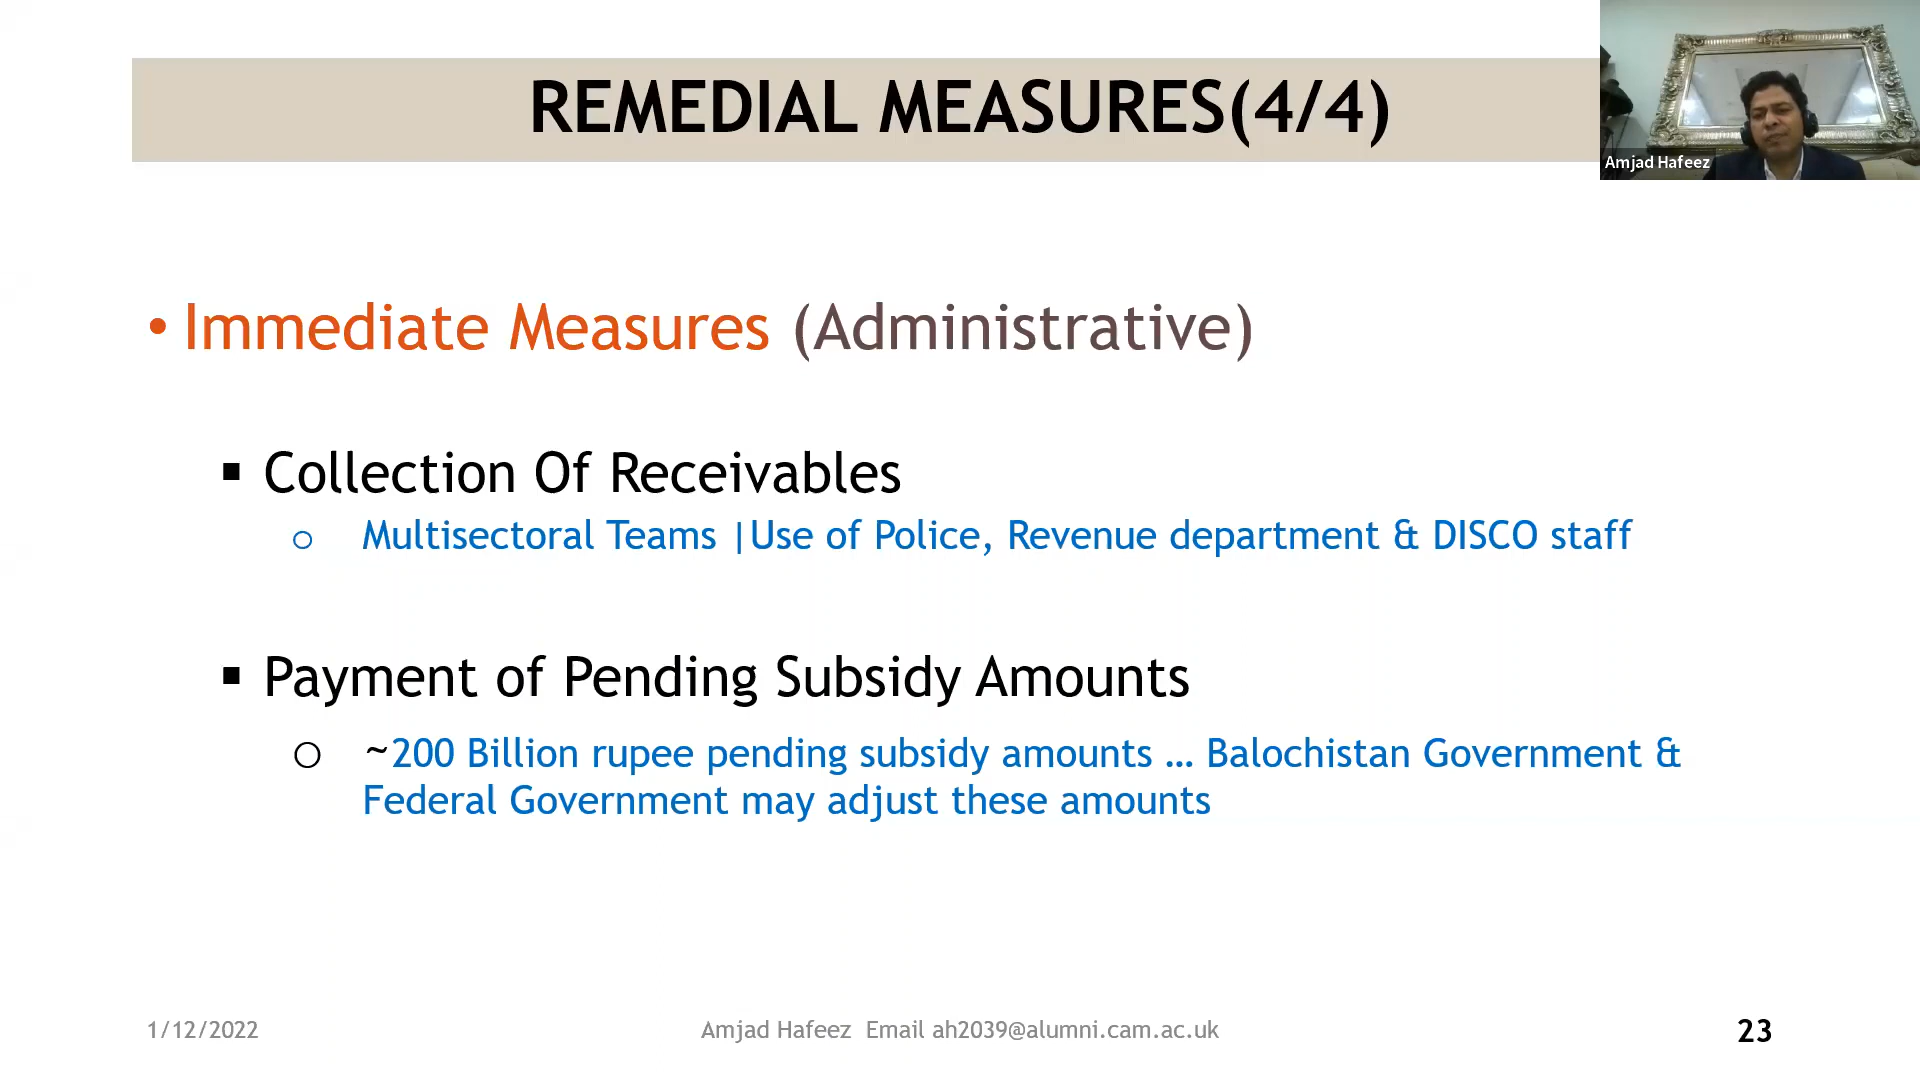 REMEDIAL MEASURES(4/4)
Amjad Hafeez
• Immediate Measures (Administrative)
▪ Collection Of Receivables
o Multisectoral Teams |Use of Police, Revenue department & DISCO staff
▪ Payment of Pending Subsidy Amounts
o ~200 Billion rupee pending subsidy amounts … Balochistan Government &
Federal Government may adjust these amounts
1/12/2022
Amjad Hafeez Email ah2039@alumni.cam.ac.uk
23